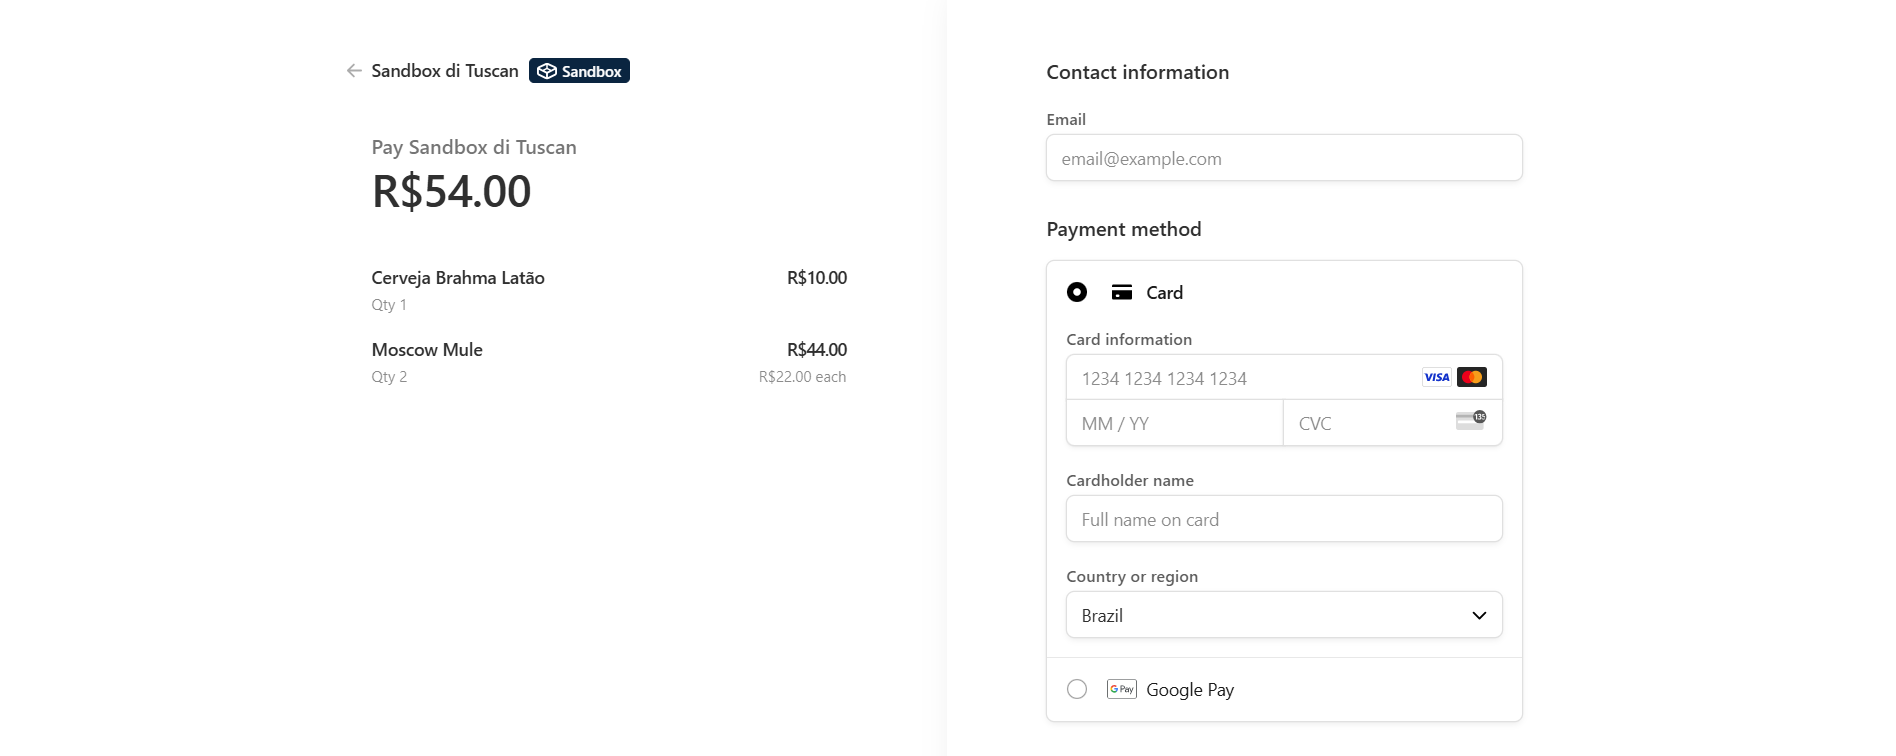 Sandbox di Tuscan
Sandbox
Pay Sandbox di Tuscan
R$54.00
Cerveja Brahma Latão R$10.00
Qty 1
Moscow Mule R$44.00
Qty 2 R$22.00 each
Contact information
Email
email@example.com
Payment method
Card
Card information
1234 1234 1234 1234 VISA
MM / YY CVC 135
Cardholder name
Full name on card
Country or region
Brazil
G Pay Google Pay